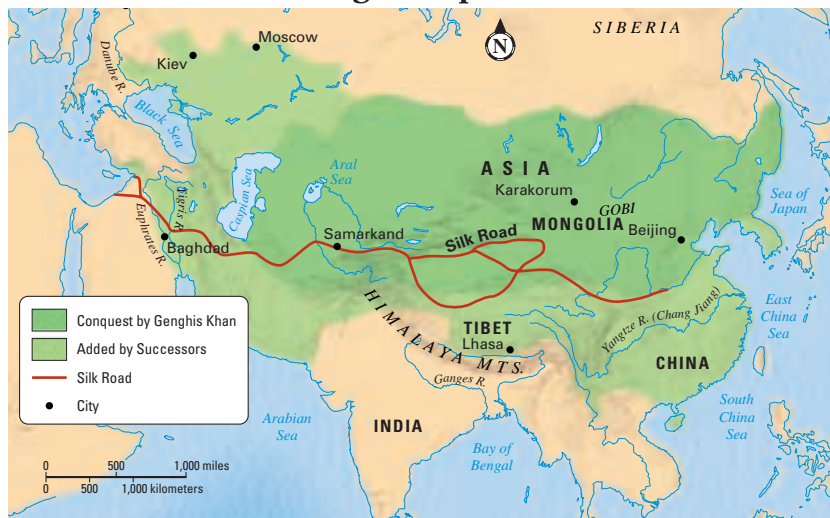 SIBERIA
Moscow
Kiev
Danube R.
Black Sea
Caspian Sea
Aral
Sea
ASIA
Karakorum
GOBI
MONGOLIA
Beijing
Sea of
Japan
Tigris R.
Euphrates R.
Baghdad
Samarkand
Silk Road
HIMALAYA MTS.
TIBET
Lhasa
Yangtze R. (Chang Jiang)
East
China
Sea
CHINA
Ganges R.
INDIA
Arabian
Sea
Bay of
Bengal
South
China
Sea
N
Conquest by Genghis Khan
Added by Successors
Silk Road
City
0 500 1,000 miles
0 500 1,000 kilometers